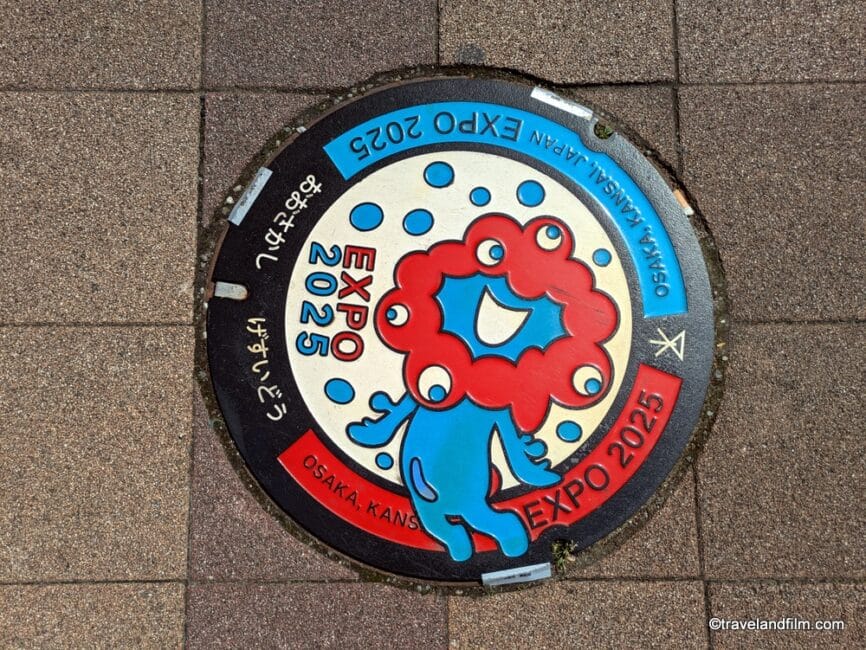 OSAKA, KANSAI, JAPAN EXPO 2025
おおさかし
げすいどう
EXPO
2025
OSAKA, KANS
EXPO 2025
©travelandfilm.com